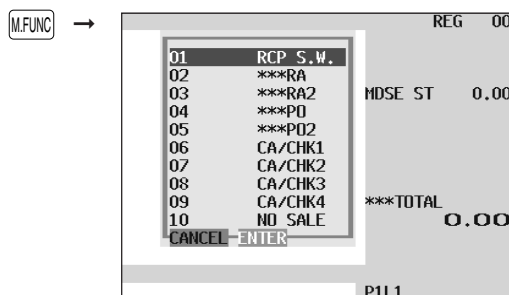 M.FUNC →
REG 00
01 RCP S.W.
02 ***RA
03 ***RA2
MDSE ST 0.00
04 ***PO
05 ***PO2
06 CA/CHK1
07 CA/CHK2
08 CA/CHK3
09 CA/CHK4
***TOTAL
10 NO SALE
0.00
CANCEL ENTER
P1L1